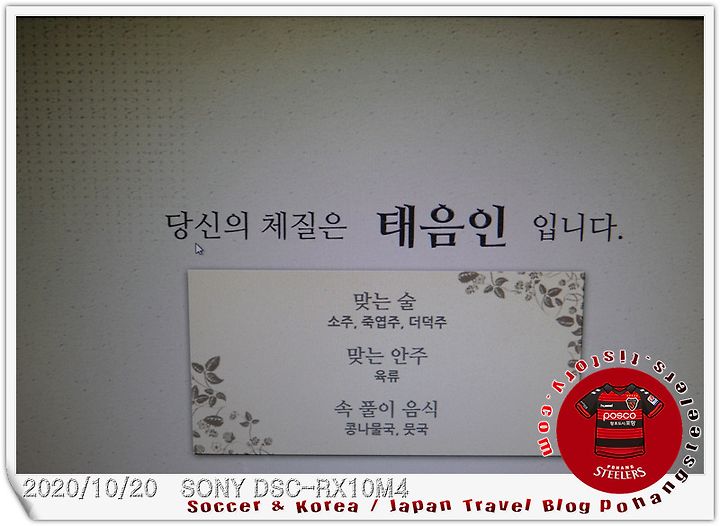 당신의 체질은 태음인 입니다.
맞는 술
소주, 죽엽주, 더덕주
맞는 안주
육류
속 풀이 음식
콩나물국, 뭇국
pohangsteelers.tistory.com
hummel
posco
POHANG
STEELERS
2020/10/20 SONY DSC-RX10M4
Soccer & Korea / Japan Travel Blog